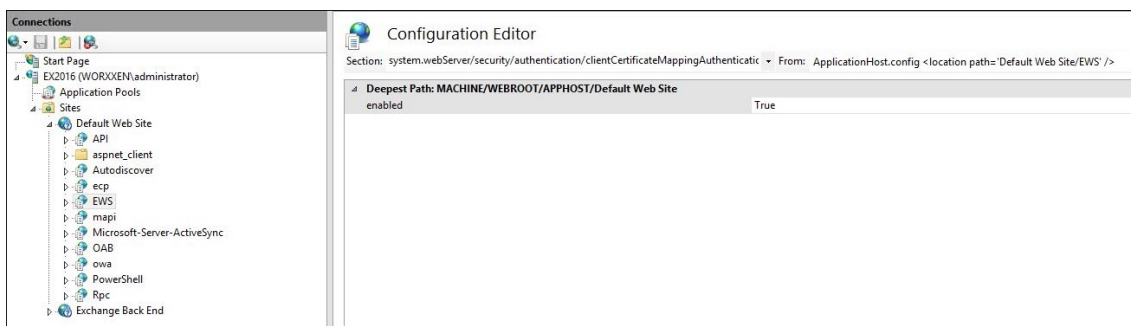 Connections
Start Page
EX2016 (WORXXEN\administrator)
Application Pools
Sites
Default Web Site
API
aspnet_client
Autodiscover
ecp
EWS
mapi
Microsoft-Server-ActiveSync
OAB
owa
PowerShell
Rpc
Exchange Back End
Configuration Editor
Section: system.webServer/security/authentication/clientCertificateMappingAuthenticatic From: ApplicationHost.config <location path='Default Web Site/EWS' />
Deepest Path: MACHINE/WEBROOT/APPHOST/Default Web Site
enabled True